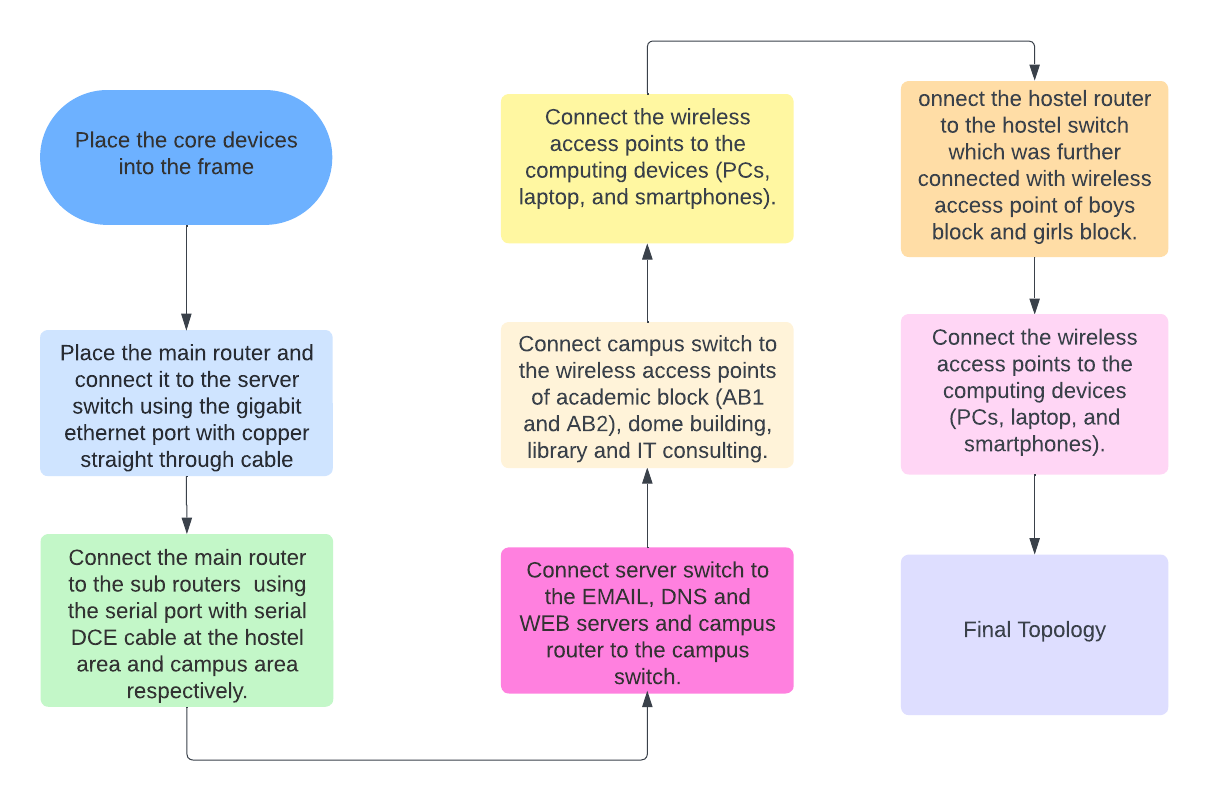 Place the core devices
into the frame
Place the main router and
connect it to the server
switch using the gigabit
ethernet port with copper
straight through cable
Connect the main router
to the sub routers  using
the serial port with serial
DCE cable at the hostel
area and campus area
respectively.
Connect server switch to
the EMAIL, DNS and
WEB servers and campus
router to the campus
switch.
Connect campus switch to
the wireless access points
of academic block (AB1
and AB2), dome building,
library and IT consulting.
Connect the wireless
access points to the
computing devices (PCs,
laptop, and smartphones).
onnect the hostel router
to the hostel switch
which was further
connected with wireless
access point of boys
block and girls block.
Connect the wireless
access points to the
computing devices
(PCs, laptop, and
smartphones).
Final Topology